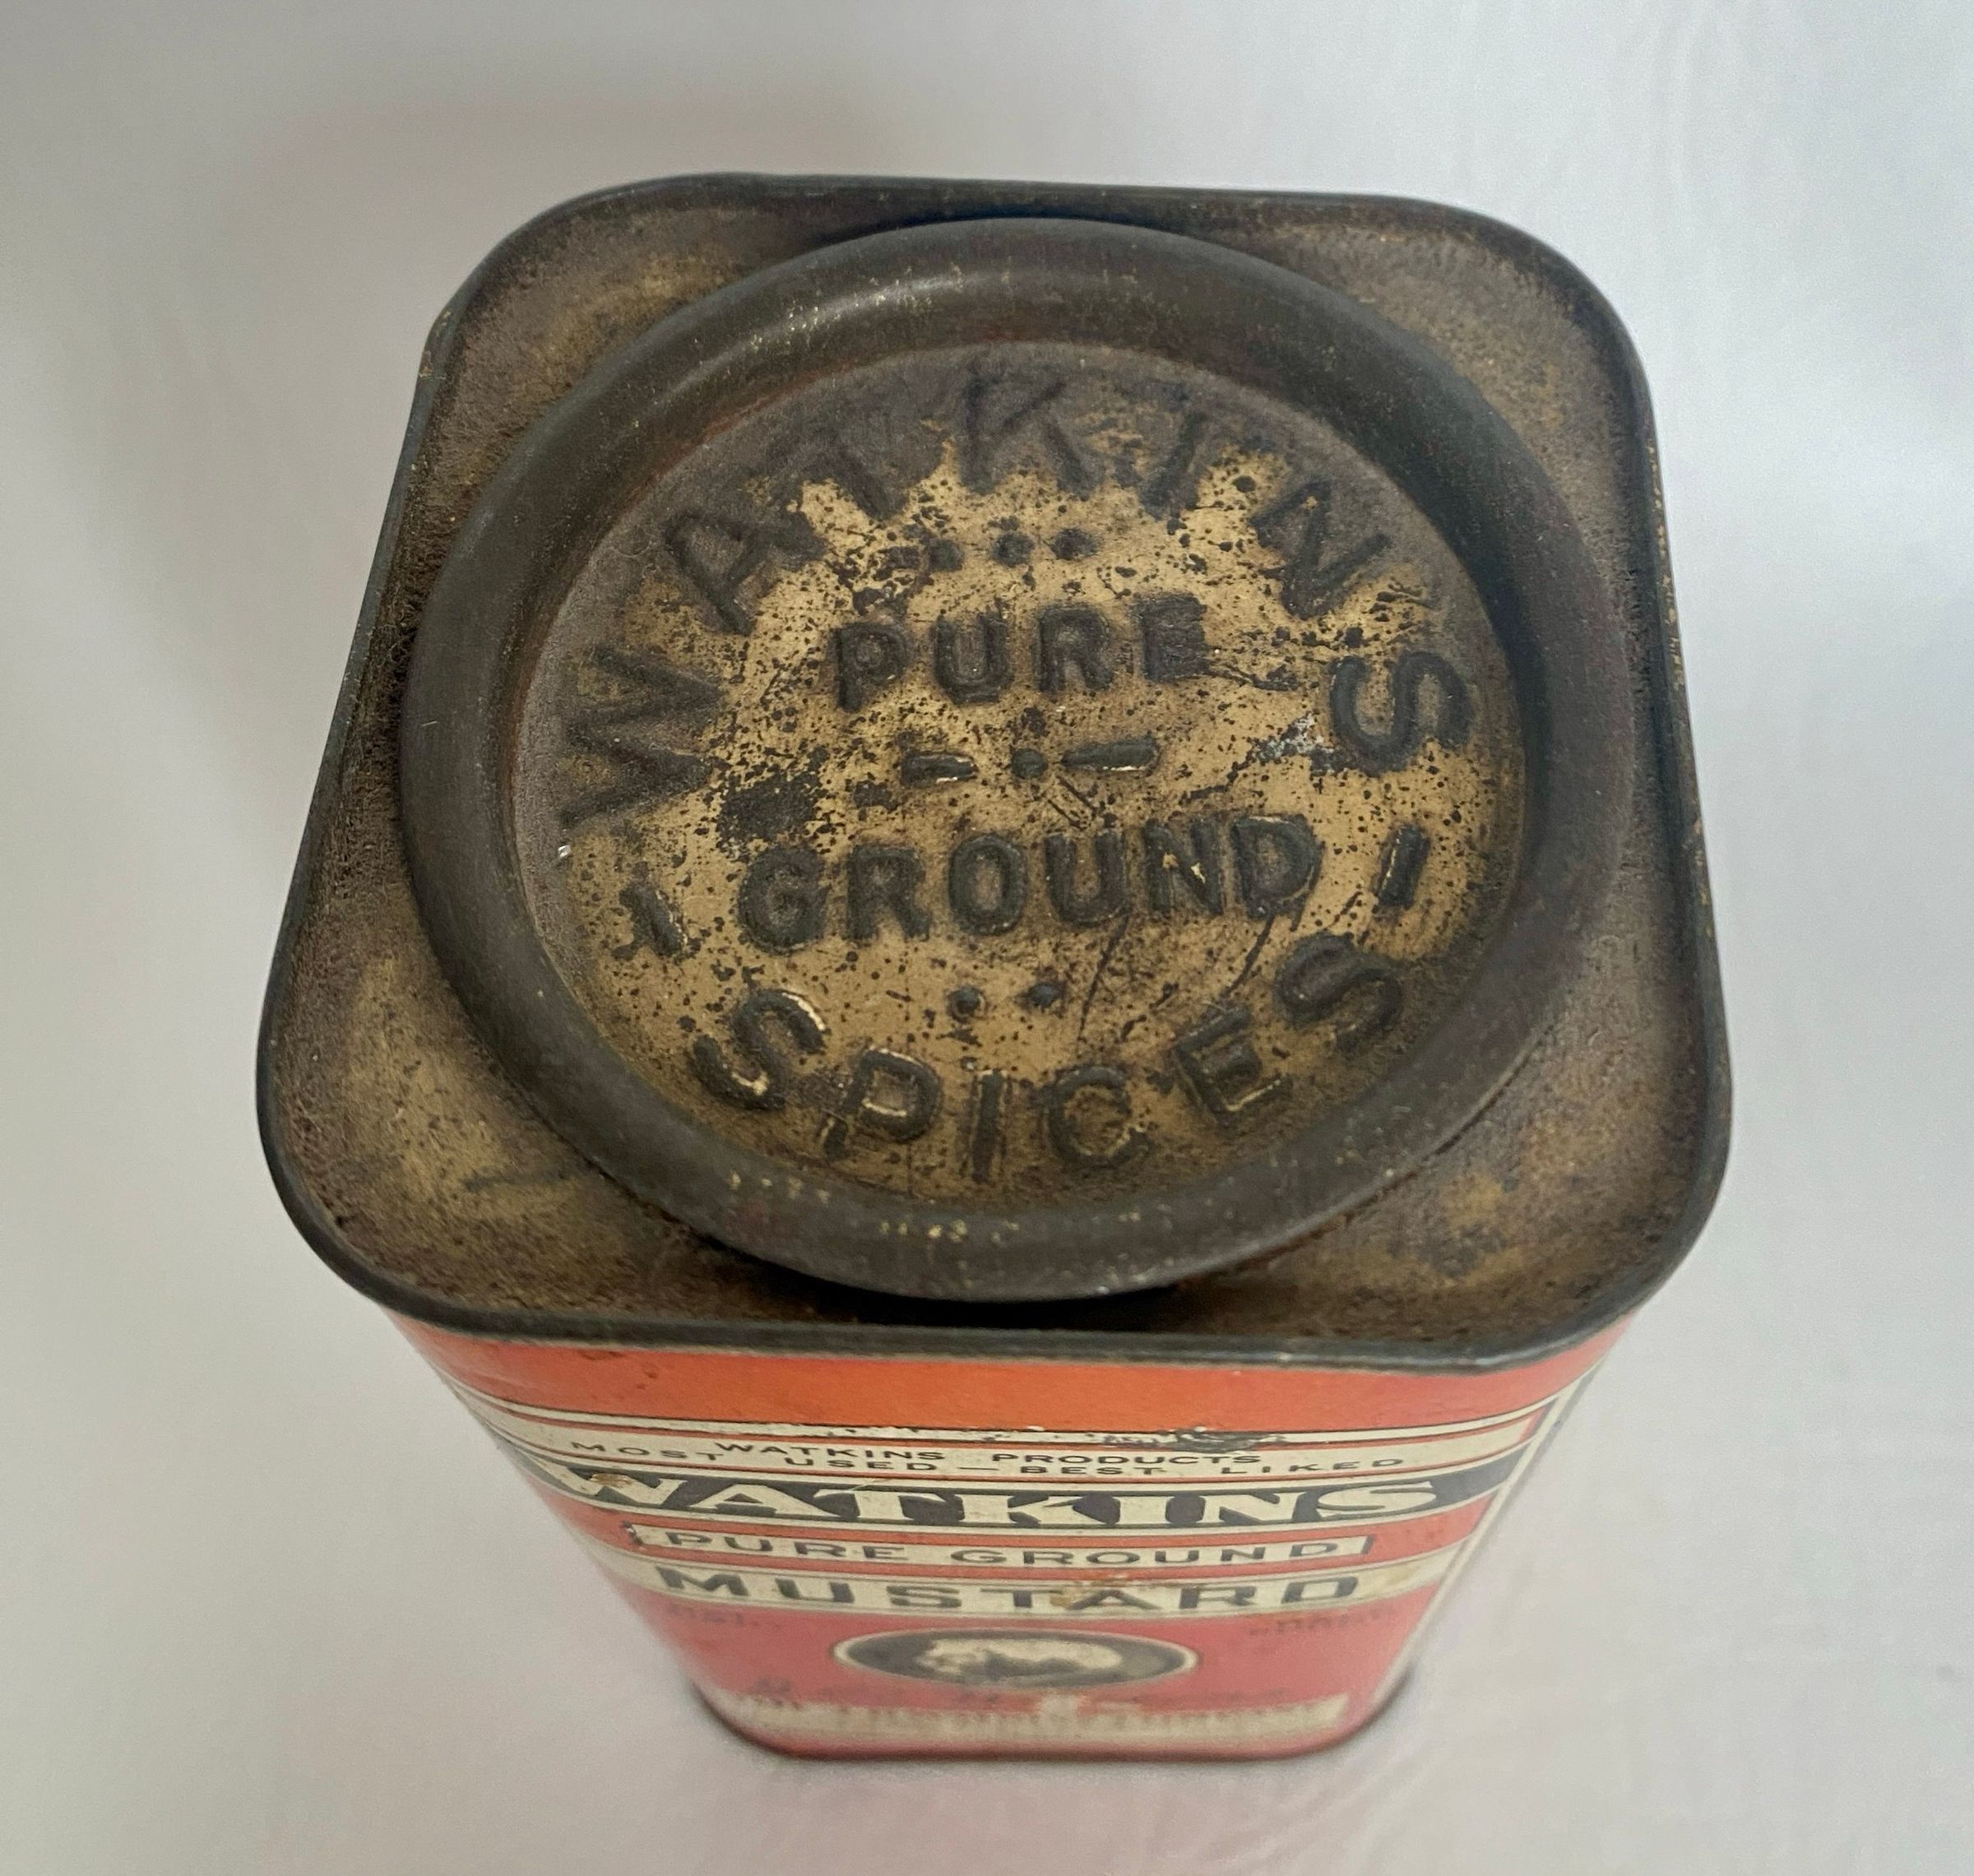 WATKINS
PURE
GROUND
SPICES
WATKINS PRODUCTS
MOST USED—BEST LIKED
WATKINS
PURE GROUND
MUSTARD